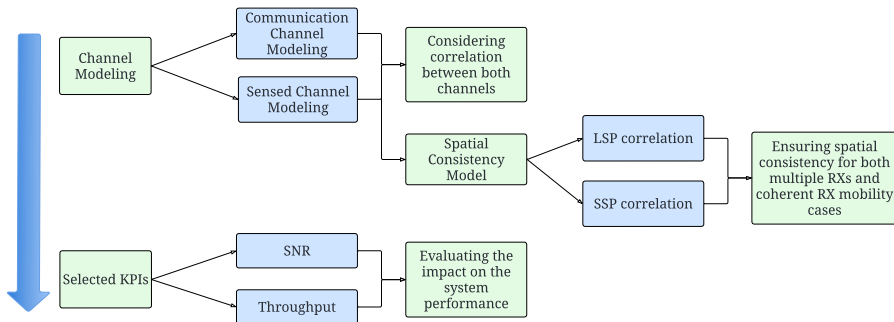 Channel
Modeling
Communication
Channel
Modeling
Sensed Channel
Modeling
Considering
correlation
between both
channels
Spatial
Consistency
Model
LSP correlation
SSP correlation
Ensuring spatial
consistency for both
multiple RXs and
coherent RX mobility
cases
Selected KPIs
SNR
Throughput
Evaluating the
impact on the
system
performance